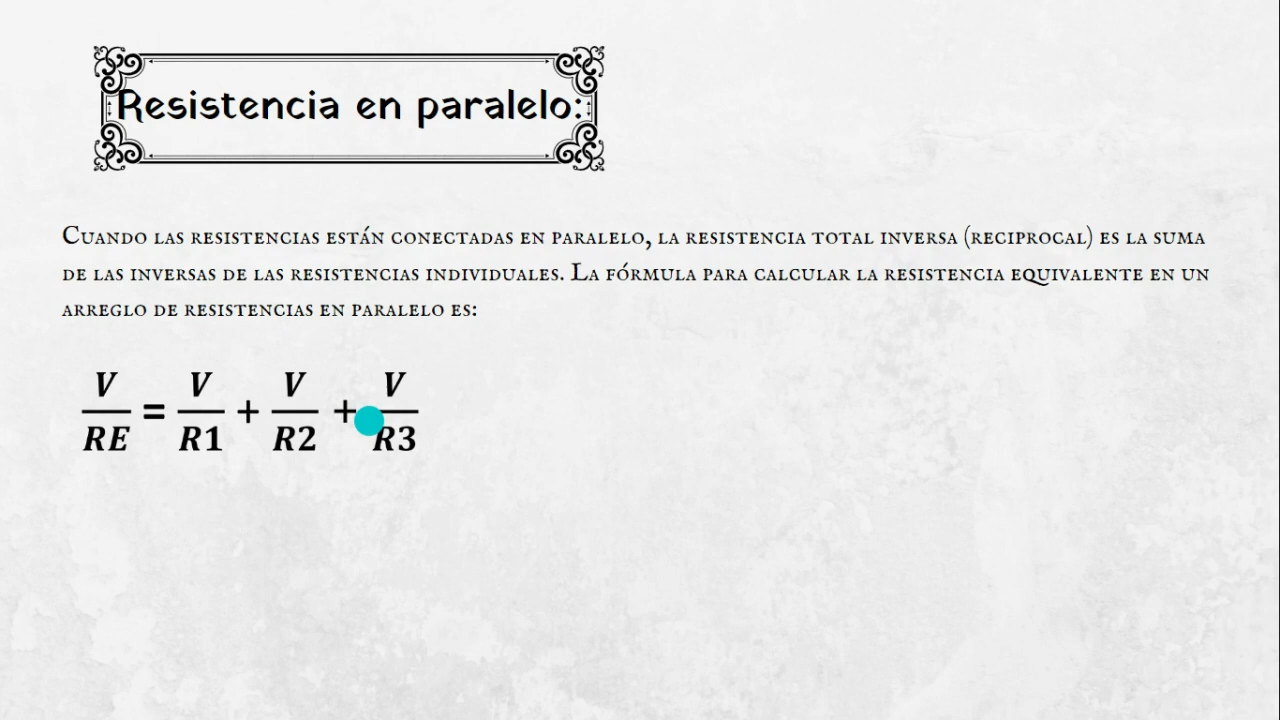 Resistencia en paralelo:
Cuando las resistencias están conectadas en paralelo, la resistencia total inversa (reciprocal) es la suma
de las inversas de las resistencias individuales. La fórmula para calcular la resistencia equivalente en un
arreglo de resistencias en paralelo es:
V/RE = V/R1 + V/R2 + V/R3